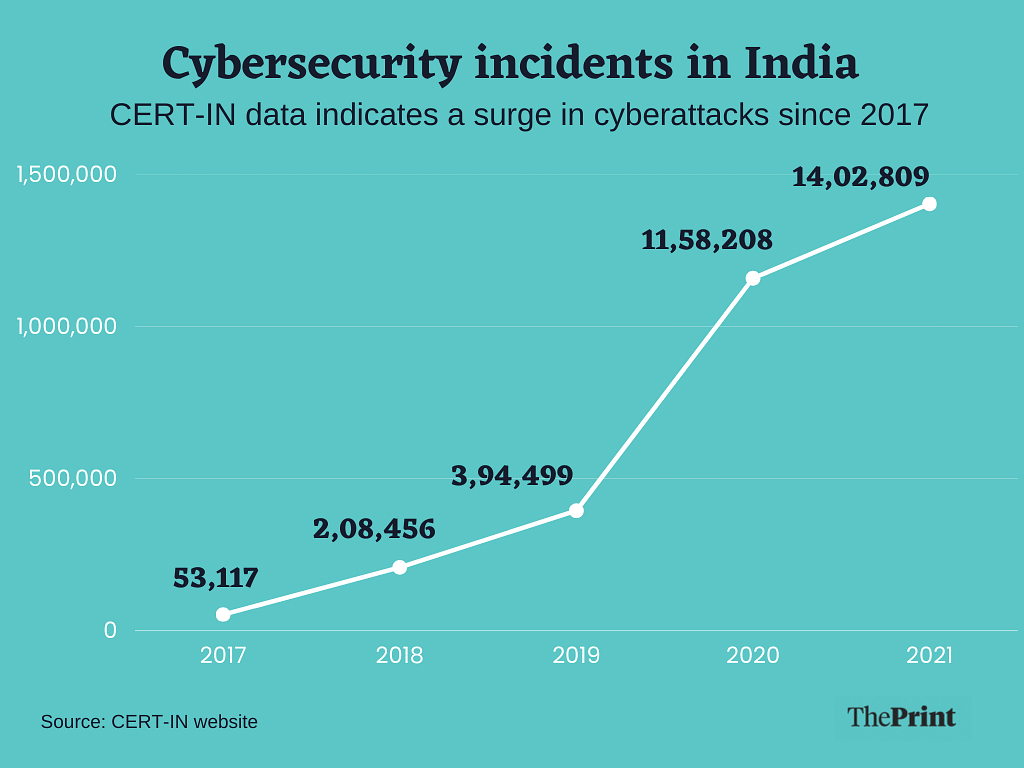 Cybersecurity incidents in India
CERT-IN data indicates a surge in cyberattacks since 2017
1,500,000
14,02,809
11,58,208
1,000,000
3,94,499
500,000
2,08,456
53,117
0
2017 2018 2019 2020 2021
Source: CERT-IN website
ThePrint